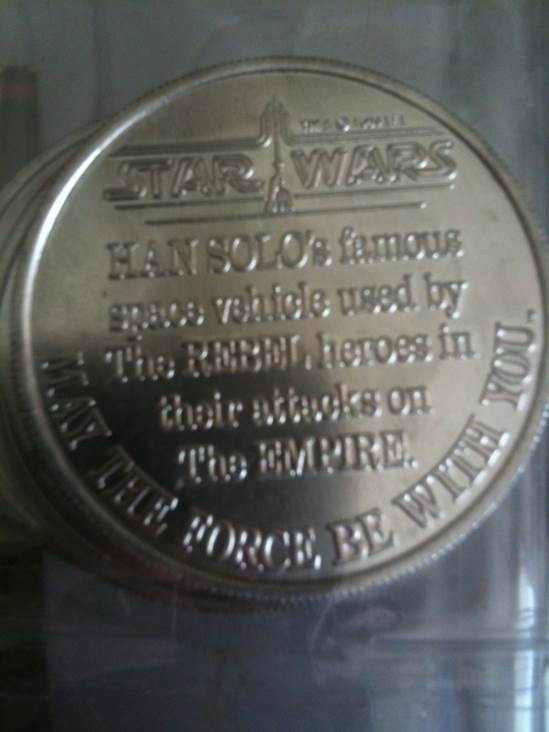 STAR WARS
HAN SOLO's famous
space vehicle used by
The REBEL heroes in
their attacks on
The EMPIRE.
MAY THE FORCE BE WITH YOU.